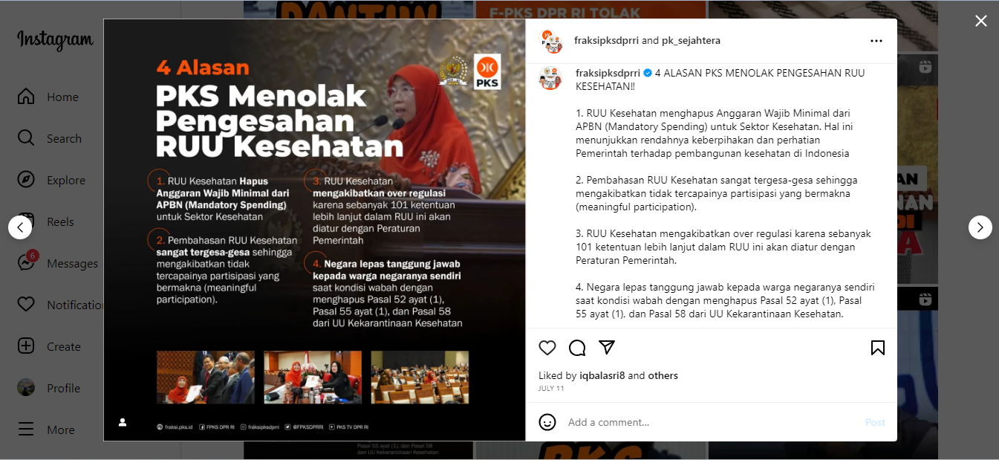 PANTUN
F-PKS DPR RI TOLAK
Instagram
Home
Search
Explore
Reels
6
Messages
Notification
Create
Profile
More
4 Alasan
PKS Menolak
Pengesahan
RUU Kesehatan
PKS
1. RUU Kesehatan Hapus
Anggaran Wajib Minimal dari
APBN (Mandatory Spending)
untuk Sektor Kesehatan
2. Pembahasan RUU Kesehatan
sangat tergesa-gesa sehingga
mengakibatkan tidak
tercapainya partisipasi yang
bermakna (meaningful
participation).
3. RUU Kesehatan
mengakibatkan over regulasi
karena sebanyak 101 ketentuan
lebih lanjut dalam RUU ini akan
diatur dengan Peraturan
Pemerintah
4. Negara lepas tanggung jawab
kepada warga negaranya sendiri
saat kondisi wabah dengan
menghapus Pasal 52 ayat (1),
Pasal 55 ayat (1), dan Pasal 58
dari UU Kekarantinaan Kesehatan
fraksi.pks.id FPKS DPR RI fraksipksdprri @FPKSDPRRI PKS TV DPR RI
fraksipksdprri and pk_sejahtera
fraksipksdprri 4 ALASAN PKS MENOLAK PENGESAHAN RUU
KESEHATAN!!
1. RUU Kesehatan menghapus Anggaran Wajib Minimal dari
APBN (Mandatory Spending) untuk Sektor Kesehatan. Hal ini
menunjukkan rendahnya keberpihakan dan perhatian
Pemerintah terhadap pembangunan kesehatan di Indonesia
2. Pembahasan RUU Kesehatan sangat tergesa-gesa sehingga
mengakibatkan tidak tercapainya partisipasi yang bermakna
(meaningful participation).
3. RUU Kesehatan mengakibatkan over regulasi karena sebanyak
101 ketentuan lebih lanjut dalam RUU ini akan diatur dengan
Peraturan Pemerintah.
4. Negara lepas tanggung jawab kepada warga negaranya sendiri
saat kondisi wabah dengan menghapus Pasal 52 ayat (1), Pasal
55 ayat (1), dan Pasal 58 dari UU Kekarantinaan Kesehatan.
Liked by iqbalasri8 and others
JULY 11
Add a comment...
Post
Pasal 55 ayat (1), dan Pasal 58
dari UU Kekarantinaan Kesehatan
PKS